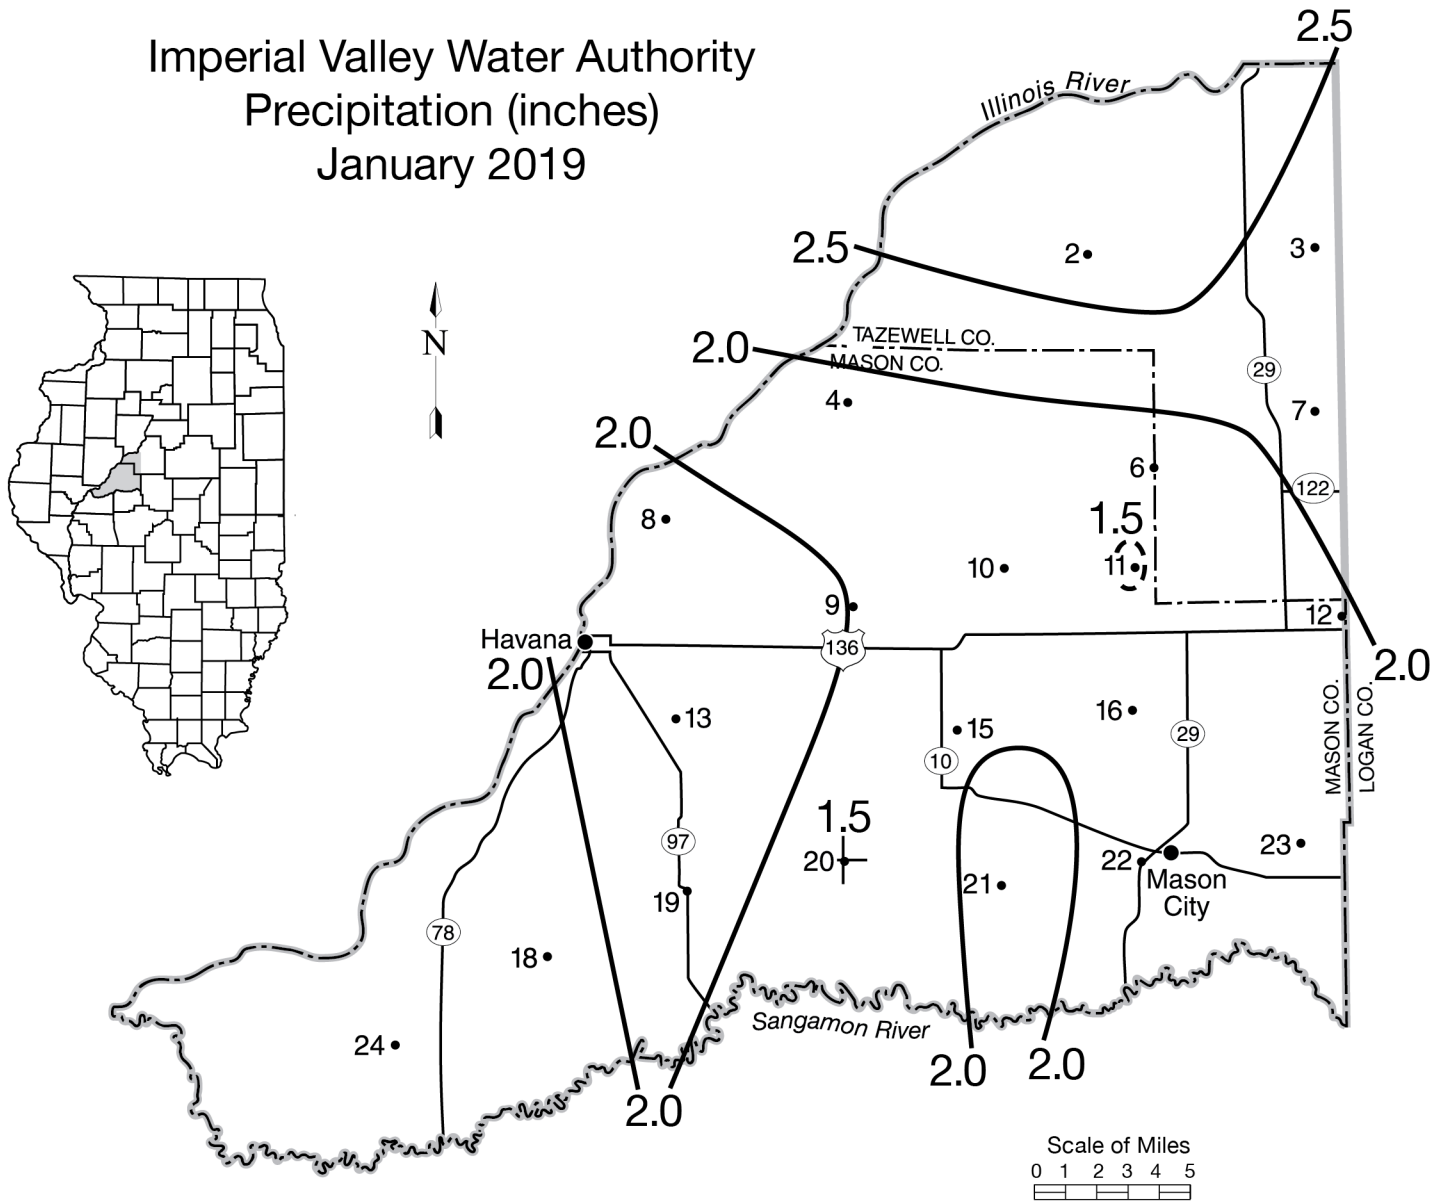 Imperial Valley Water Authority
Precipitation (inches)
January 2019
2.5
Illinois River
2.5
2
3
N
2.0
TAZEWELL CO.
MASON CO.
29
4
7
2.0
6
122
8
1.5
10
11
9
12
Havana
136
2.0
2.0
13
16
15
29
10
MASON CO.
LOGAN CO.
1.5
97
20
22
23
Mason
City
21
19
78
18
Sangamon River
24
2.0
2.0
2.0
Scale of Miles
0 1 2 3 4 5